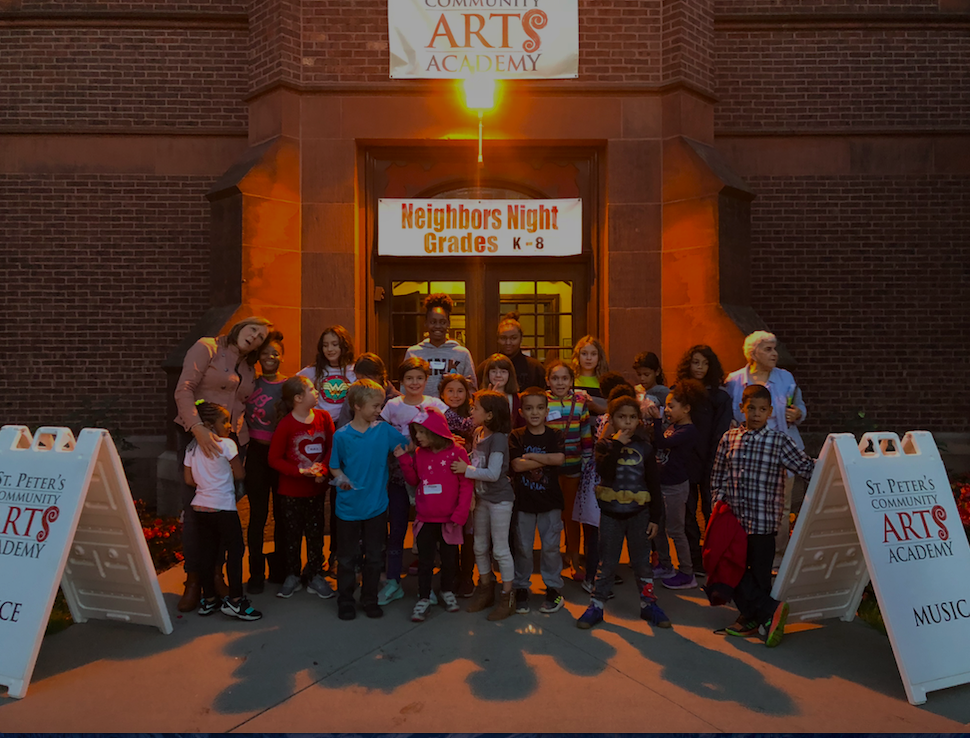 COMMUNITY
ARTS
ACADEMY
Neighbors Night
Grades K - 8
ST. PETER'S
COMMUNITY
ARTS
ACADEMY
ST. PETER'S
COMMUNITY
ARTS
ACADEMY
MUSIC